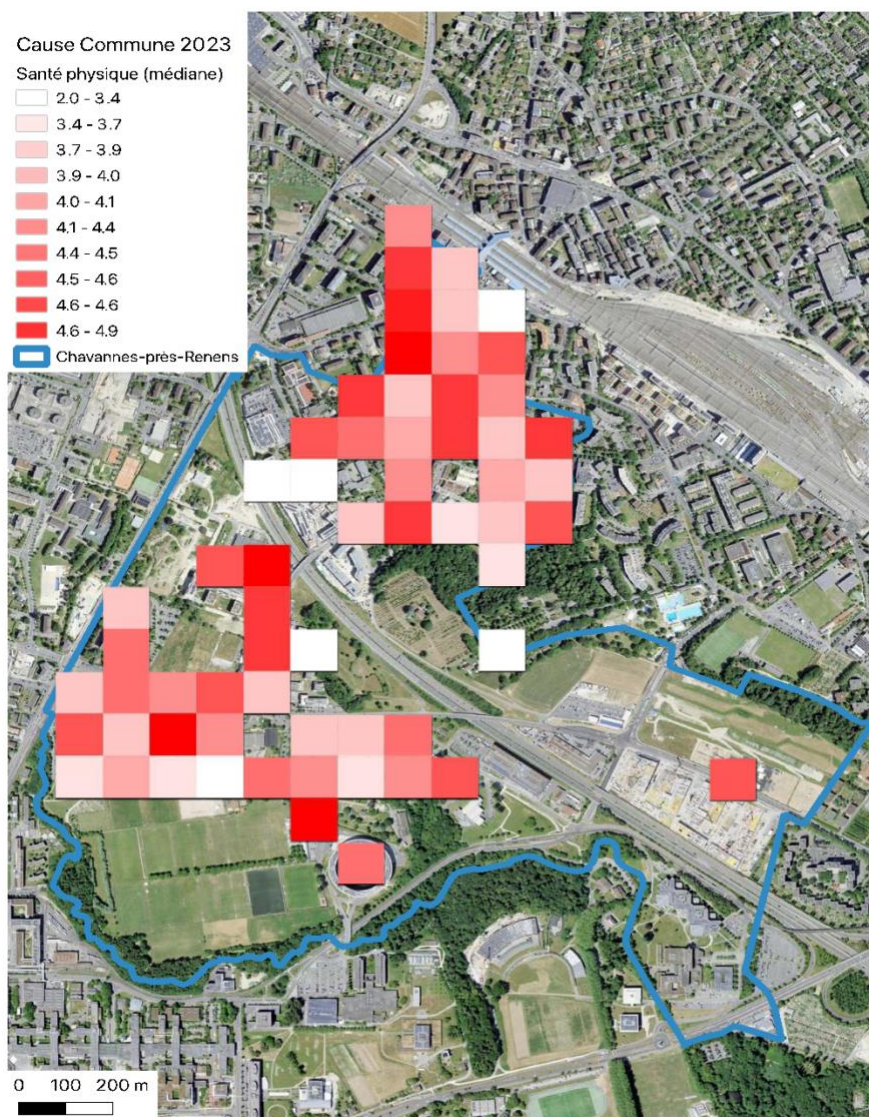 Cause Commune 2023
Santé physique (médiane)
2.0 - 3.4
3.4 - 3.7
3.7 - 3.9
3.9 - 4.0
4.0 - 4.1
4.1 - 4.4
4.4 - 4.5
4.5 - 4.6
4.6 - 4.6
4.6 - 4.9
Chavannes-près-Renens
0 100 200 m